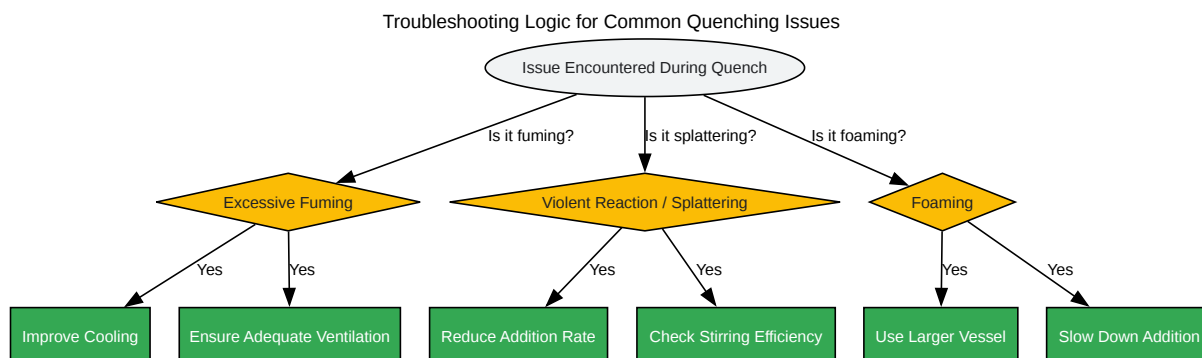 Troubleshooting Logic for Common Quenching Issues
Issue Encountered During Quench
Is it fuming?
Is it splattering?
Is it foaming?
Excessive Fuming
Violent Reaction / Splattering
Foaming
Yes
Yes
Yes
Yes
Yes
Yes
Improve Cooling
Ensure Adequate Ventilation
Reduce Addition Rate
Check Stirring Efficiency
Use Larger Vessel
Slow Down Addition